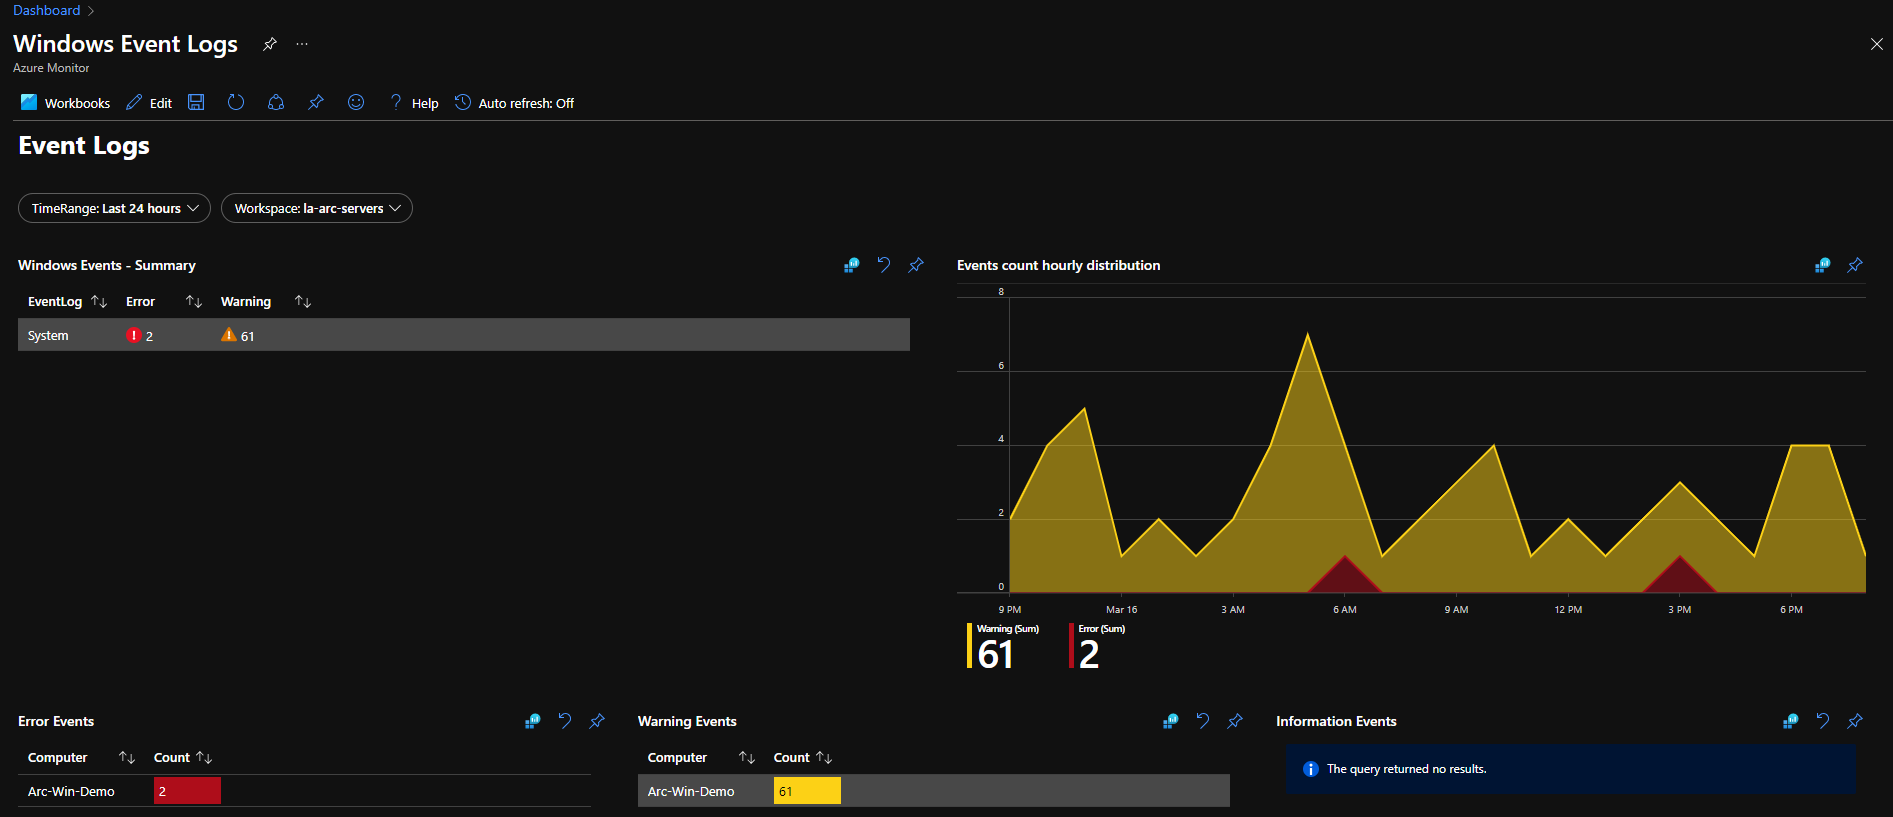 Dashboard
Windows Event Logs
Azure Monitor
Workbooks Edit Help Auto refresh: Off
Event Logs
TimeRange: Last 24 hours Workspace: la-arc-servers
Windows Events - Summary
EventLog Error Warning
System 2 61
Events count hourly distribution
8
6
4
2
0
9 PM Mar 16 3 AM 6 AM 9 AM 12 PM 3 PM 6 PM
Warning (Sum) Error (Sum)
61 2
Error Events
Computer Count
Arc-Win-Demo 2
Warning Events
Computer Count
Arc-Win-Demo 61
Information Events
The query returned no results.